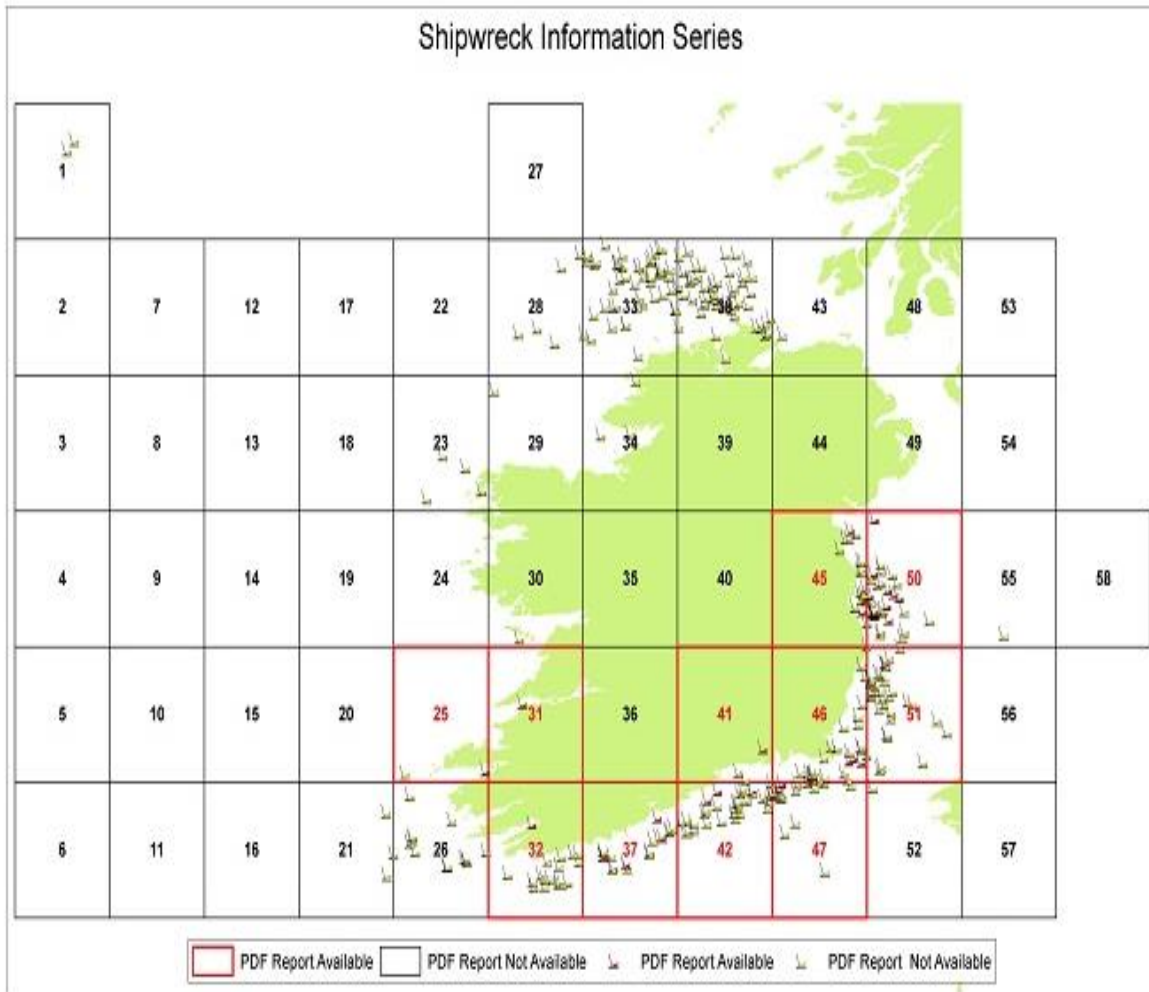 Shipwreck Information Series
1 27
2 7 12 17 22 28 33 38 43 48 53
3 8 13 18 23 29 34 39 44 49 54
4 9 14 19 24 30 35 40 45 50 55 58
5 10 15 20 25 31 36 41 46 51 56
6 11 16 21 26 32 37 42 47 52 57
PDF Report Available PDF Report Not Available PDF Report Available PDF Report Not Available